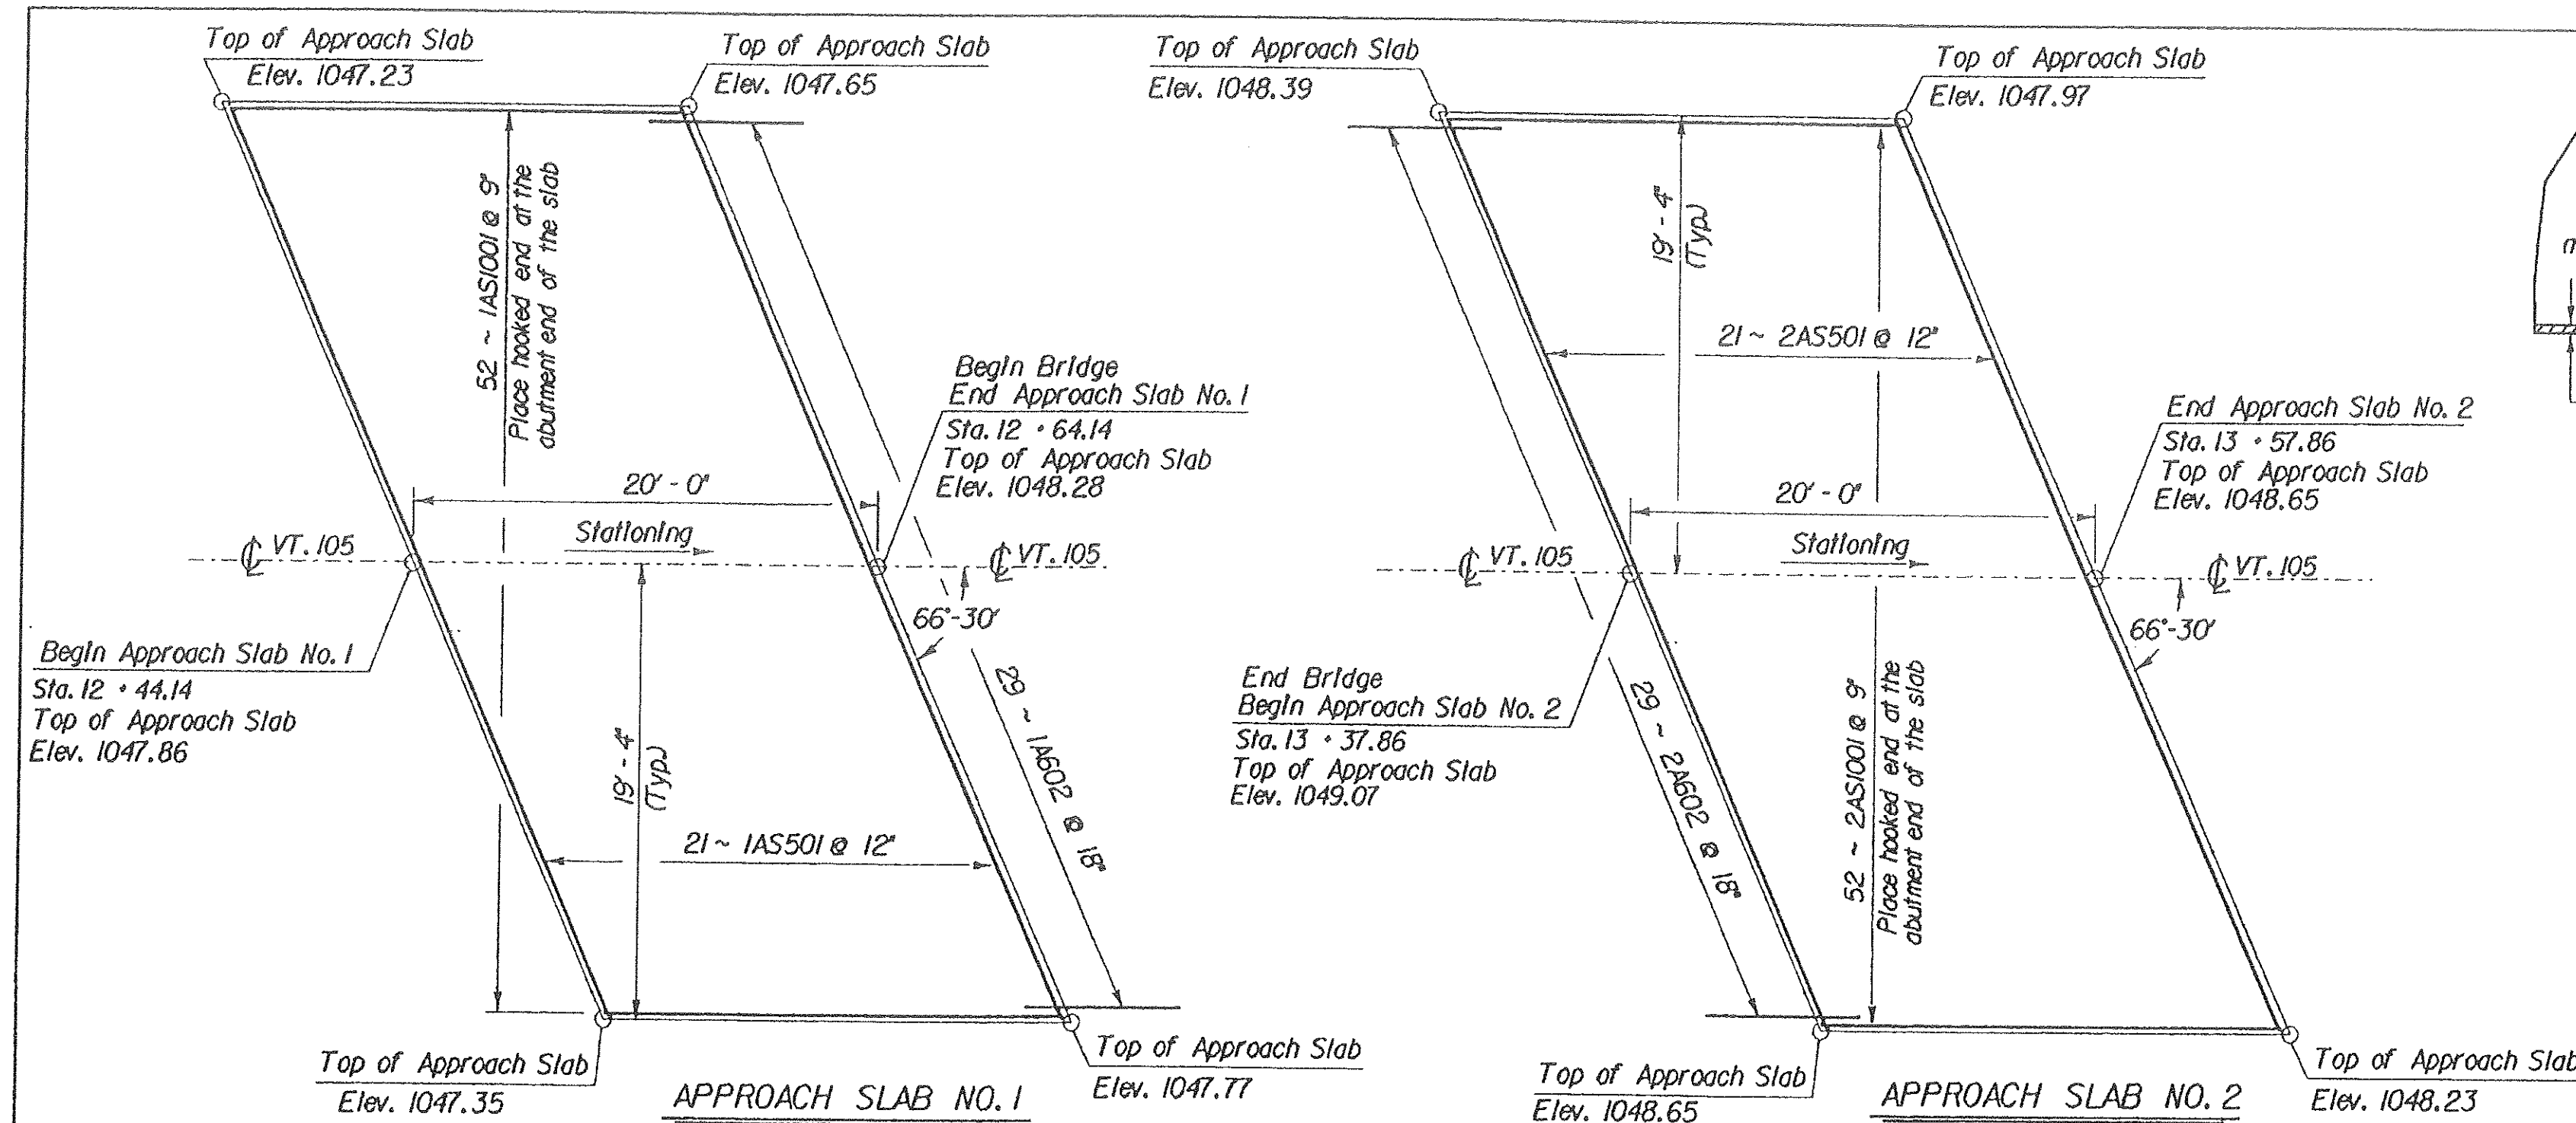 Top of Approach Slab
Elev. 1047.23
Top of Approach Slab
Elev. 1047.65
52 ~ 1AS1001 @ 9"
Place hooked end at the
abutment end of the slab
Begin Bridge
End Approach Slab No. 1
Sta. 12 + 64.14
Top of Approach Slab
Elev. 1048.28
20' - 0"
Stationing
℄ VT. 105
℄ VT. 105
66°-30'
Begin Approach Slab No. 1
Sta. 12 + 44.14
Top of Approach Slab
Elev. 1047.86
19' - 4"
(Typ.)
29 ~ 1A602 @ 18"
21 ~ 1AS501 @ 12"
Top of Approach Slab
Elev. 1047.35
Top of Approach Slab
Elev. 1047.77
APPROACH SLAB NO. 1
Top of Approach Slab
Elev. 1048.39
Top of Approach Slab
Elev. 1047.97
19' - 4"
(Typ.)
21 ~ 2AS501 @ 12"
End Approach Slab No. 2
Sta. 13 + 57.86
Top of Approach Slab
Elev. 1048.65
20' - 0"
Stationing
℄ VT. 105
℄ VT. 105
66°-30'
End Bridge
Begin Approach Slab No. 2
Sta. 13 + 37.86
Top of Approach Slab
Elev. 1049.07
29 ~ 2A602 @ 18"
52 ~ 2AS1001 @ 9"
Place hooked end at the
abutment end of the slab
Top of Approach Slab
Elev. 1048.65
Top of Approach Slab
Elev. 1048.23
APPROACH SLAB NO. 2